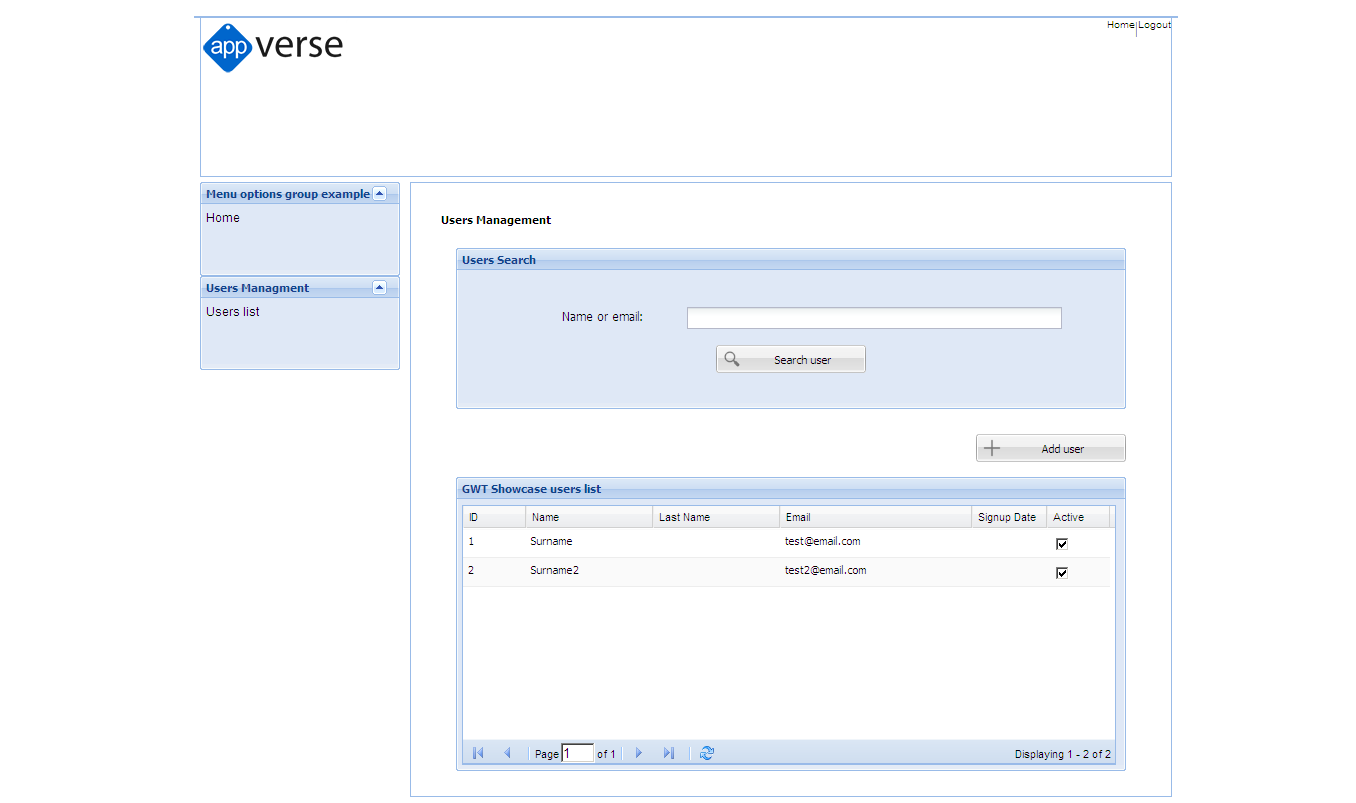 app verse
Home Logout
Menu options group example
Home
Users Managment
Users list
Users Management
Users Search
Name or email:
Search user
Add user
GWT Showcase users list
ID Name Last Name Email Signup Date Active
1 Surname test@email.com
2 Surname2 test2@email.com
Page 1 of 1 Displaying 1 - 2 of 2